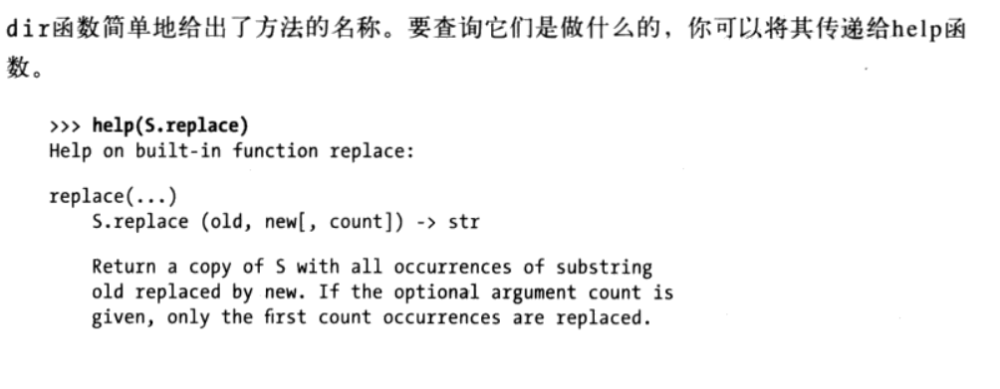 dir函数简单地给出了方法的名称。要查询它们是做什么的，你可以将其传递给help函
数。
>>> help(S.replace)
Help on built-in function replace:
replace(...)
    S.replace (old, new[, count]) -> str
    Return a copy of S with all occurrences of substring
    old replaced by new. If the optional argument count is
    given, only the first count occurrences are replaced.